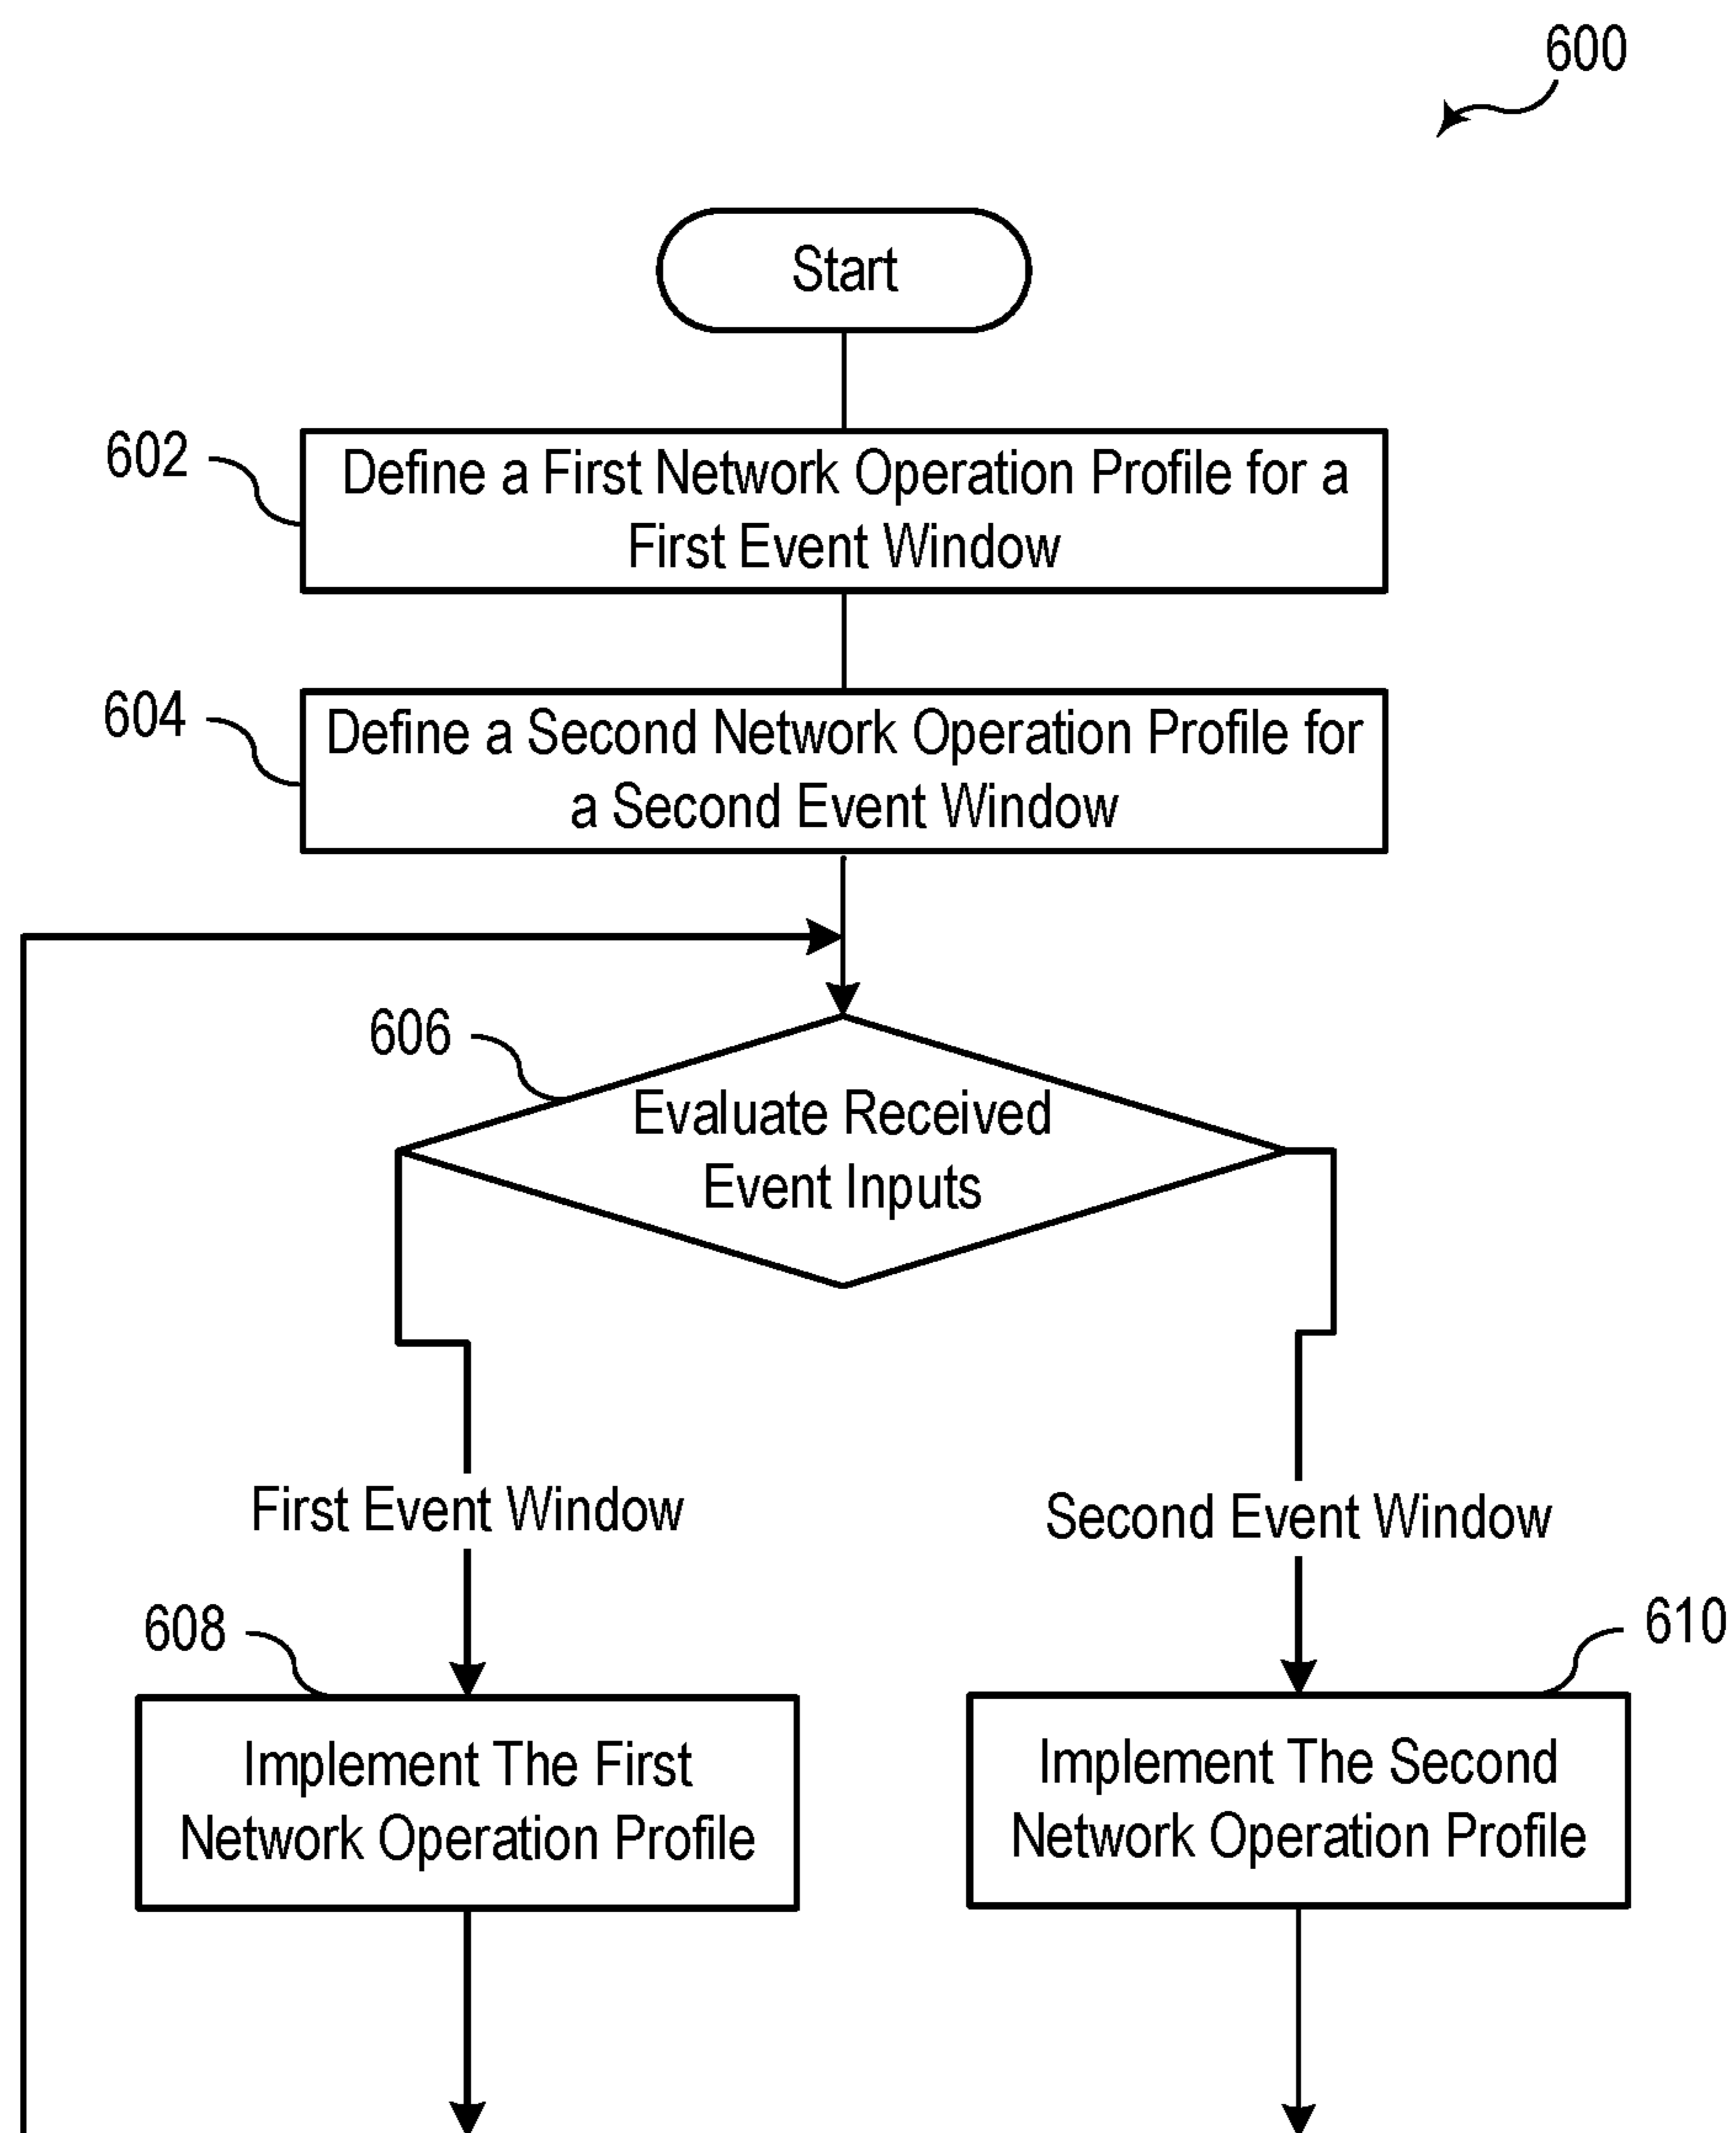 600
Start
602
Define a First Network Operation Profile for a
First Event Window
604
Define a Second Network Operation Profile for
a Second Event Window
606
Evaluate Received
Event Inputs
First Event Window
Second Event Window
608
610
Implement The First
Network Operation Profile
Implement The Second
Network Operation Profile